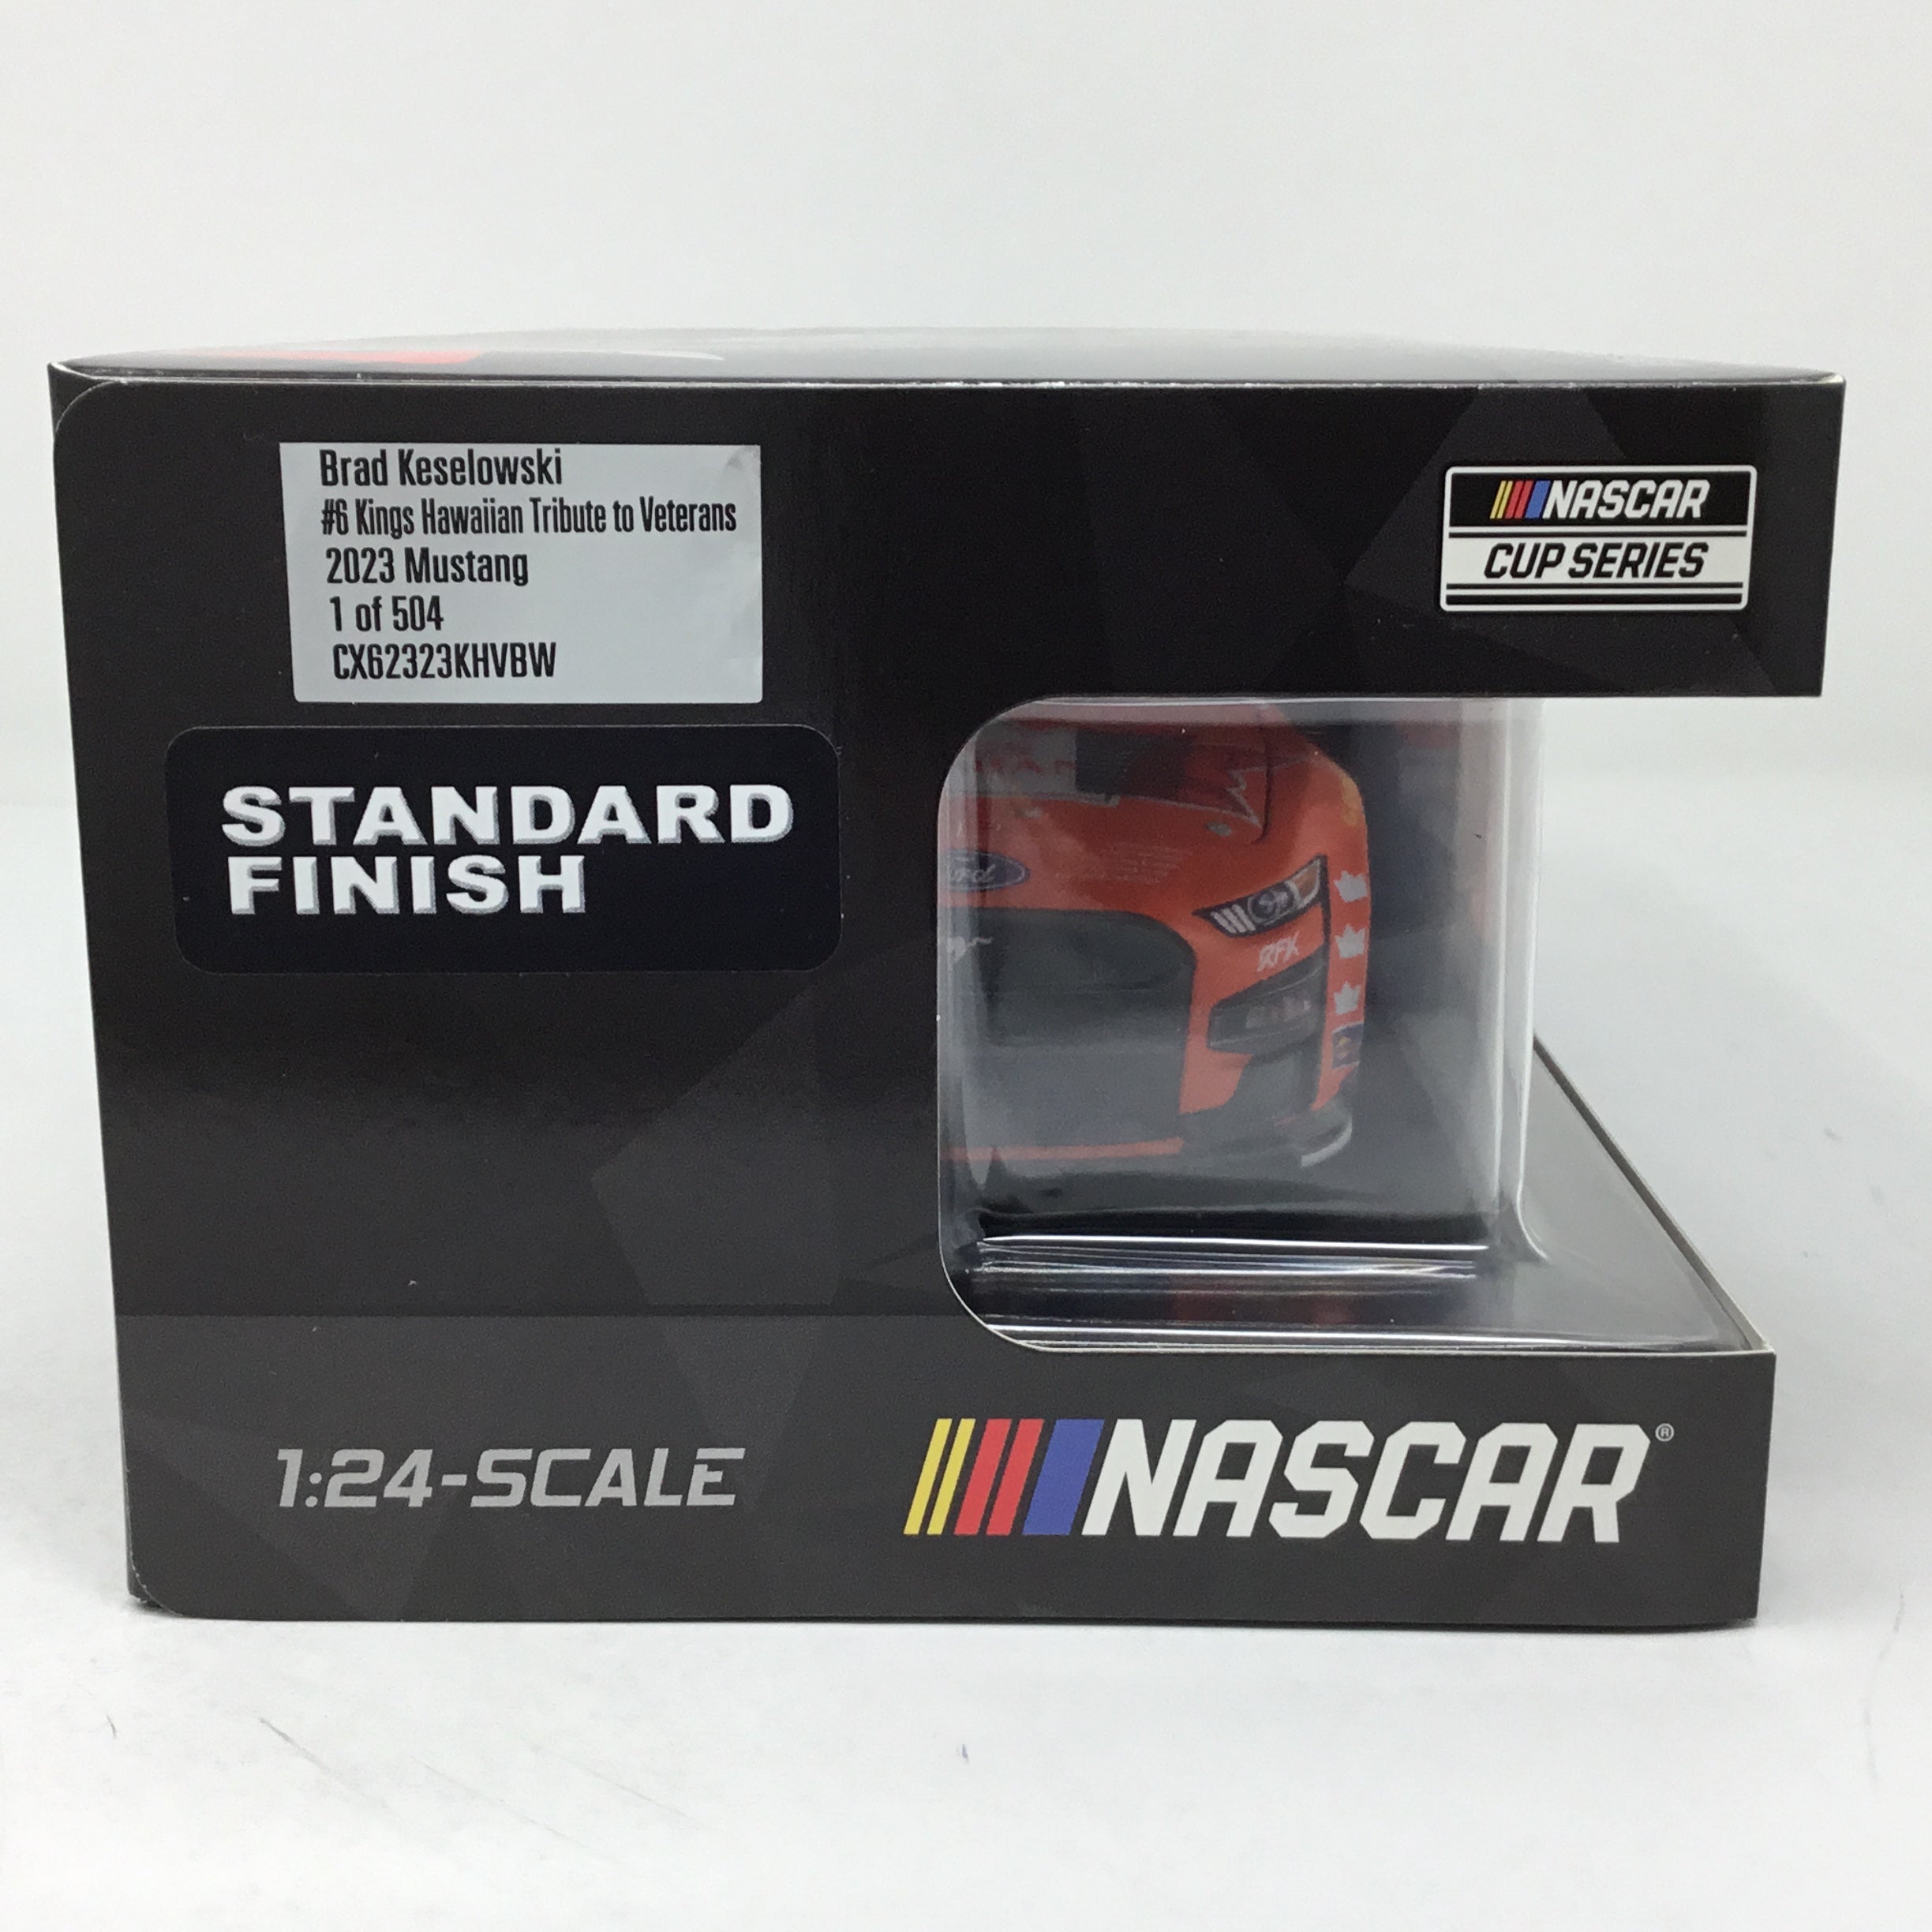 Brad Keselowski
#6 Kings Hawaiian Tribute to Veterans
2023 Mustang
1 of 504
CX62323KHVBW
NASCAR
CUP SERIES
STANDARD
FINISH
Ford
RFK
1:24-SCALE
NASCAR®